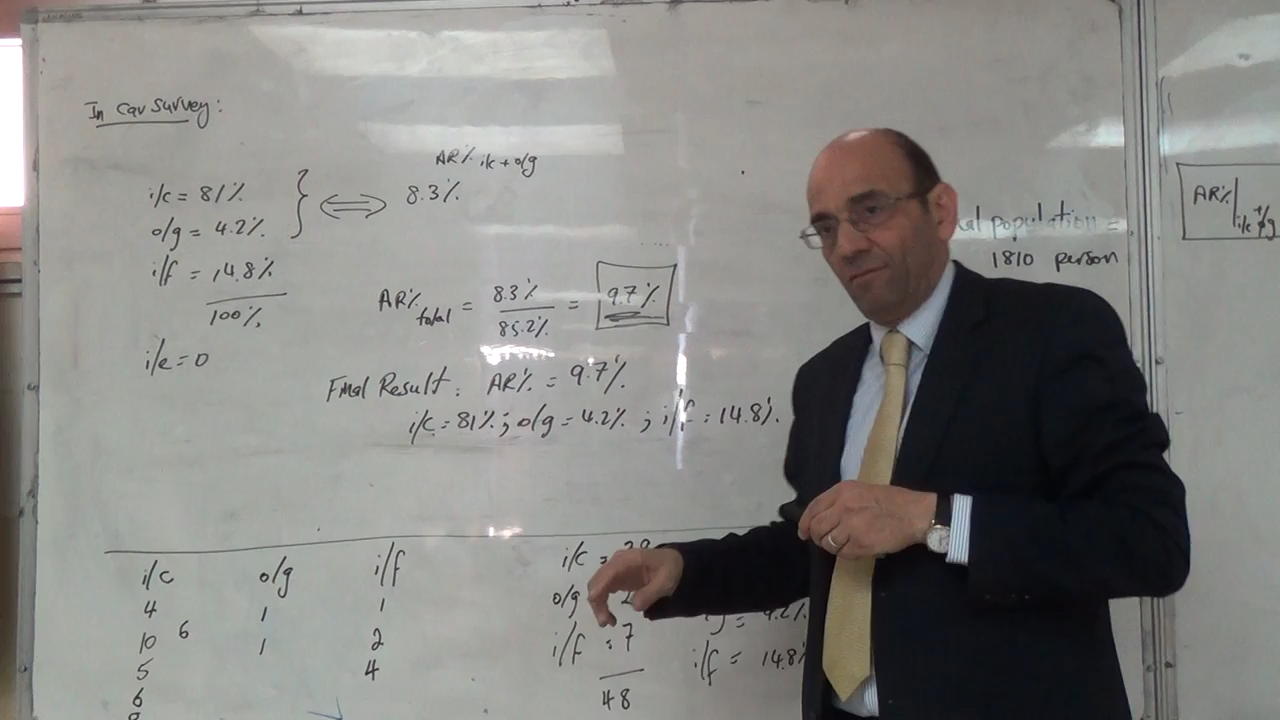 In car survey:
AR% i/c + o/g
i/c = 81%
8.3%
o/g = 4.2%
i/f = 14.8%
100%
i/e = 0
AR% total = 8.3% / 85.2% = 9.7%
Final Result: AR% = 9.7%
i/c = 81%; o/g = 4.2%; i/f = 14.8%
population =
1810 person
AR% i/c + o/g
i/c o/g i/f
4 1 1
10 6 1 2
5 4
6
i/c =
o/g
i/f = 7
48
i/f = 14.8%